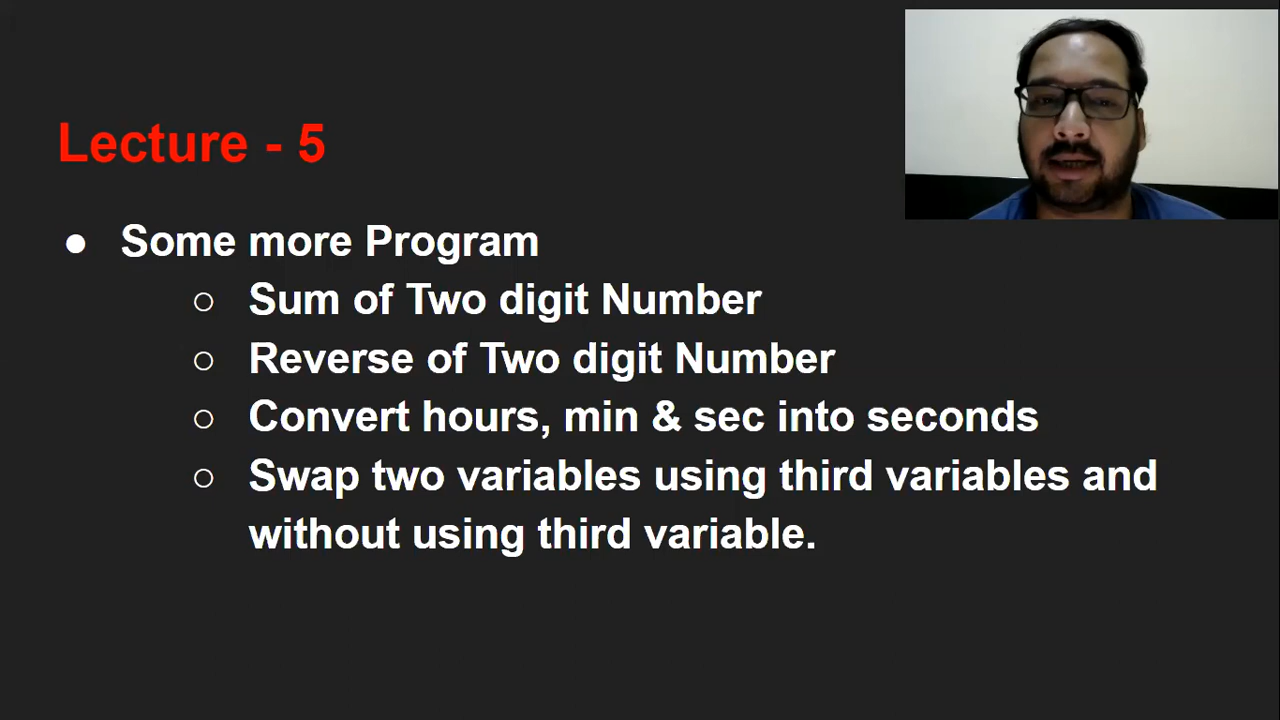 Lecture - 5
● Some more Program
○ Sum of Two digit Number
○ Reverse of Two digit Number
○ Convert hours, min & sec into seconds
○ Swap two variables using third variables and
without using third variable.